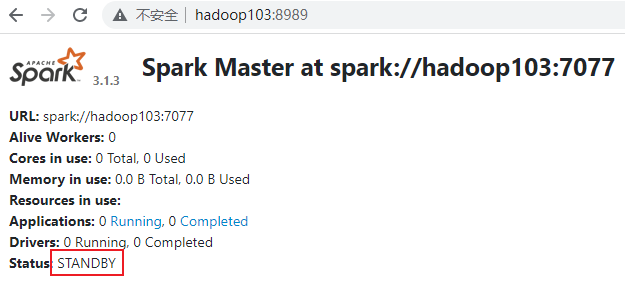 不安全 hadoop103:8989
APACHE
Spark 3.1.3 Spark Master at spark://hadoop103:7077
URL: spark://hadoop103:7077
Alive Workers: 0
Cores in use: 0 Total, 0 Used
Memory in use: 0.0 B Total, 0.0 B Used
Resources in use:
Applications: 0 Running, 0 Completed
Drivers: 0 Running, 0 Completed
Status: STANDBY